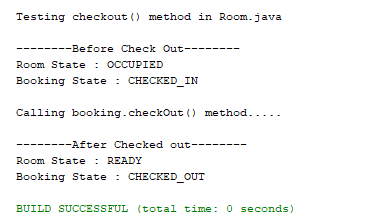 Testing checkout() method in Room.java
--------Before Check Out--------
Room State : OCCUPIED
Booking State : CHECKED_IN
Calling booking.checkOut() method.....
--------After Checked out--------
Room State : READY
Booking State : CHECKED_OUT
BUILD SUCCESSFUL (total time: 0 seconds)